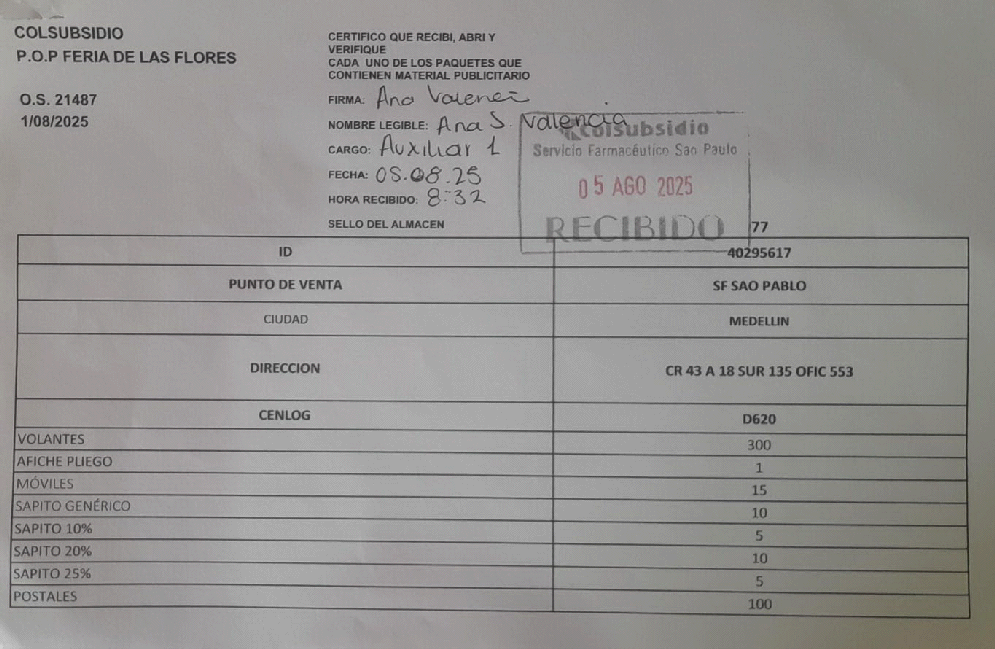 COLSUBSIDIO
P.O.P FERIA DE LAS FLORES
O.S. 21487
1/08/2025
CERTIFICO QUE RECIBI, ABRI Y
VERIFIQUE
CADA UNO DE LOS PAQUETES QUE
CONTIENEN MATERIAL PUBLICITARIO
FIRMA: Ana Valencia
NOMBRE LEGIBLE: Ana S. Valencia
CARGO: Auxiliar 1
FECHA: 05.08.25
HORA RECIBIDO: 8:32
SELLO DEL ALMACEN
Colsubsidio
Servicio Farmacéutico Sao Paulo
05 AGO 2025
RECIBIDO
77
ID 40295617
PUNTO DE VENTA SF SAO PABLO
CIUDAD MEDELLIN
DIRECCION CR 43 A 18 SUR 135 OFIC 553
CENLOG D620
VOLANTES 300
AFICHE PLIEGO 1
MÓVILES 15
SAPITO GENÉRICO 10
SAPITO 10% 5
SAPITO 20% 10
SAPITO 25% 5
POSTALES 100